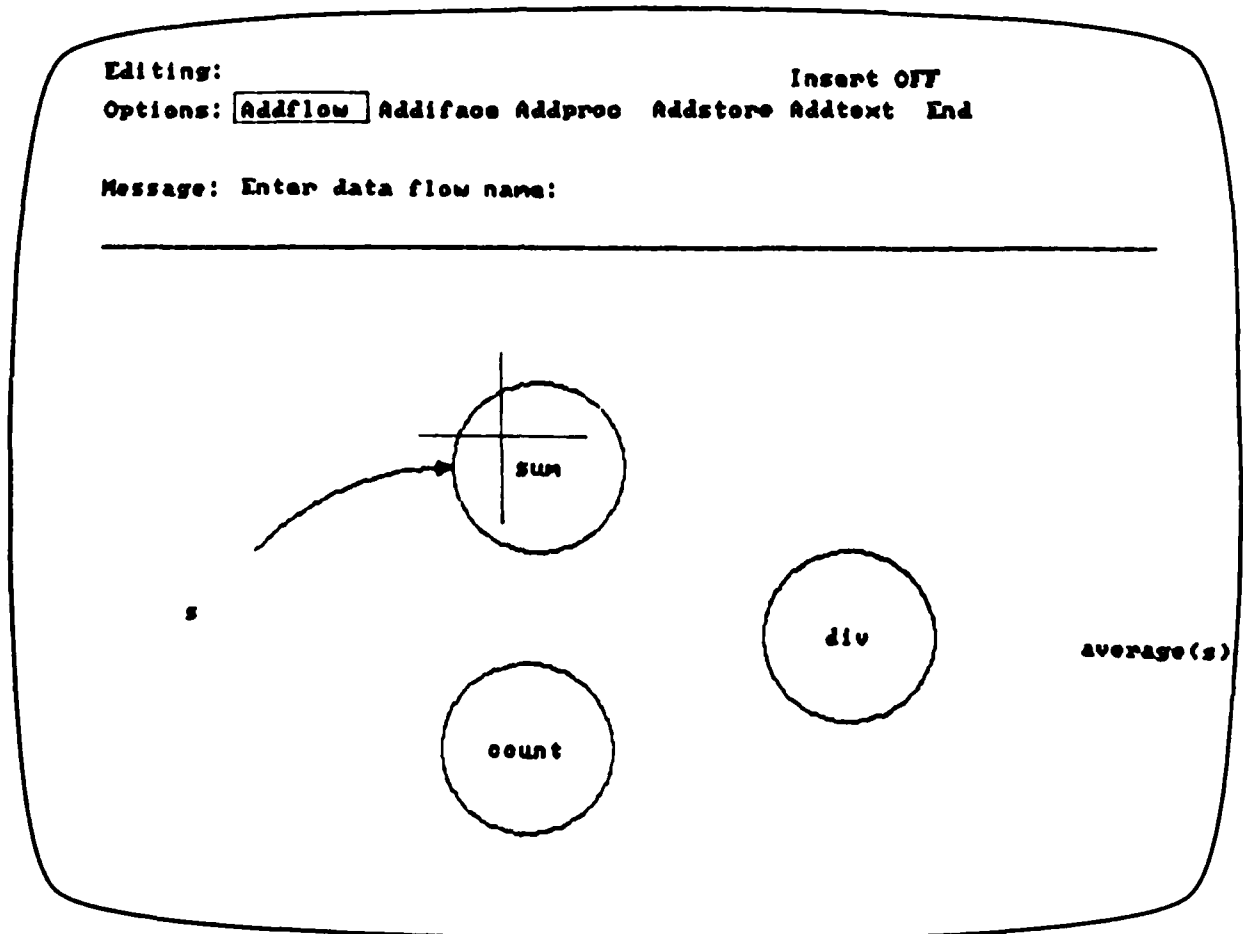 Editing:
Insert OFF
Options: Addflow Addiface Addproc Addstore Addtext End
Message: Enter data flow name:
sum
s
div
average(s)
count